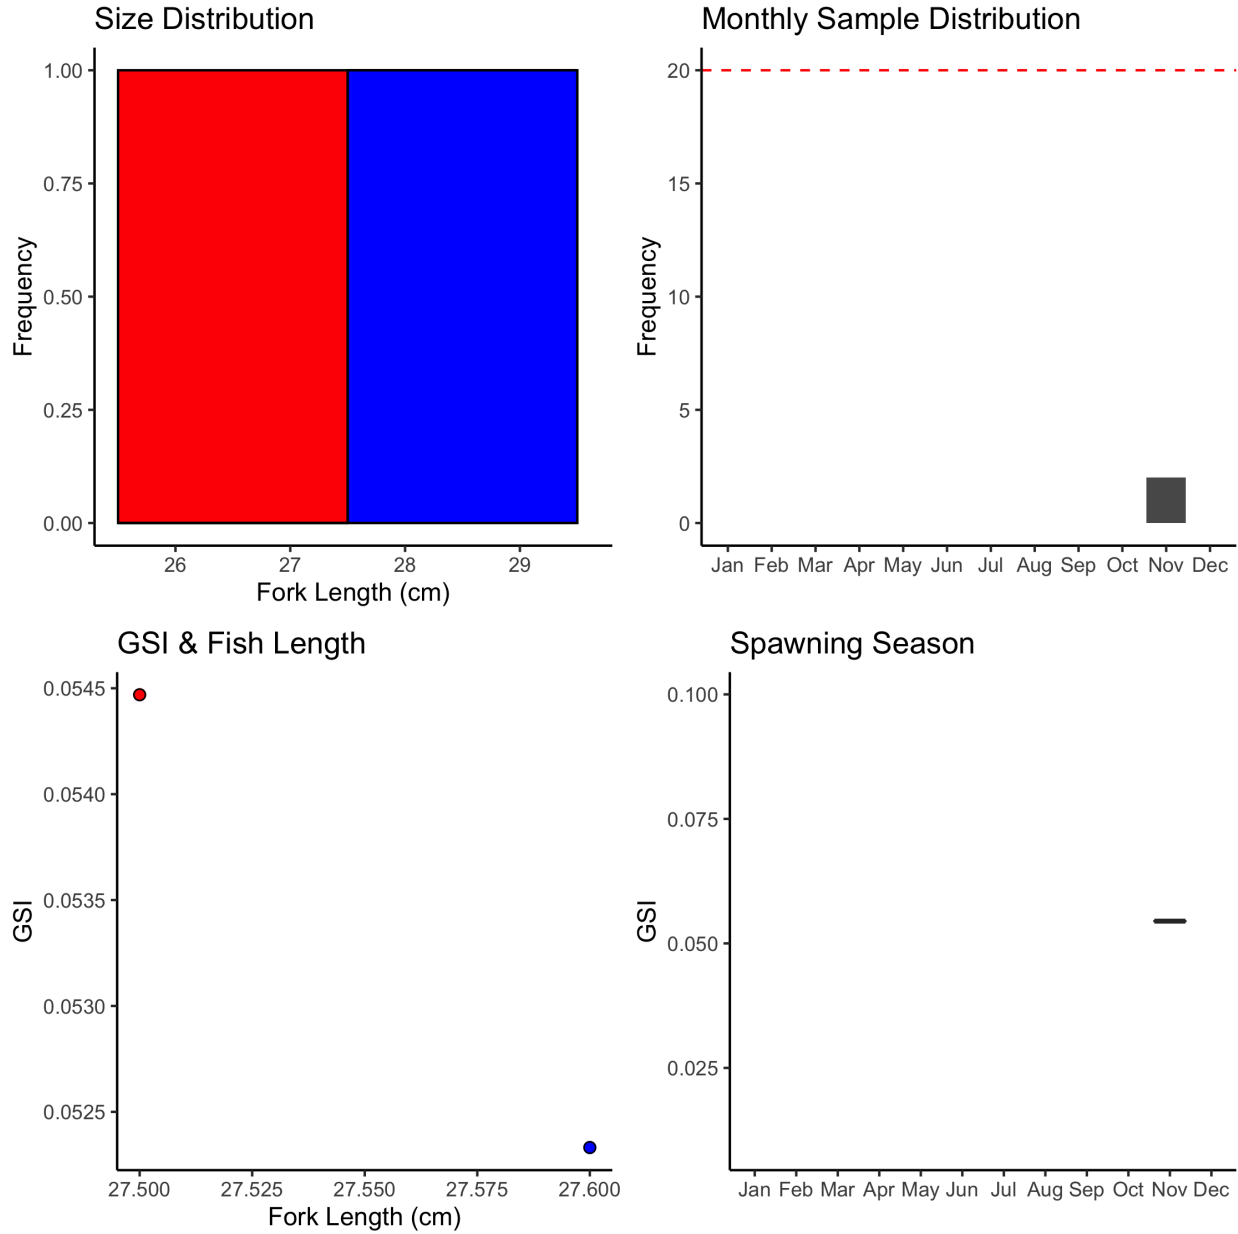 Size Distribution
Monthly Sample Distribution
1.00
0.75
0.50
0.25
0.00
Frequency
26 27 28 29
Fork Length (cm)
20
15
10
5
0
Frequency
Jan Feb Mar Apr May Jun Jul Aug Sep Oct Nov Dec
GSI & Fish Length
Spawning Season
0.0545
0.0540
0.0535
0.0530
0.0525
GSI
27.500 27.525 27.550 27.575 27.600
Fork Length (cm)
0.100
0.075
0.050
0.025
GSI
Jan Feb Mar Apr May Jun Jul Aug Sep Oct Nov Dec